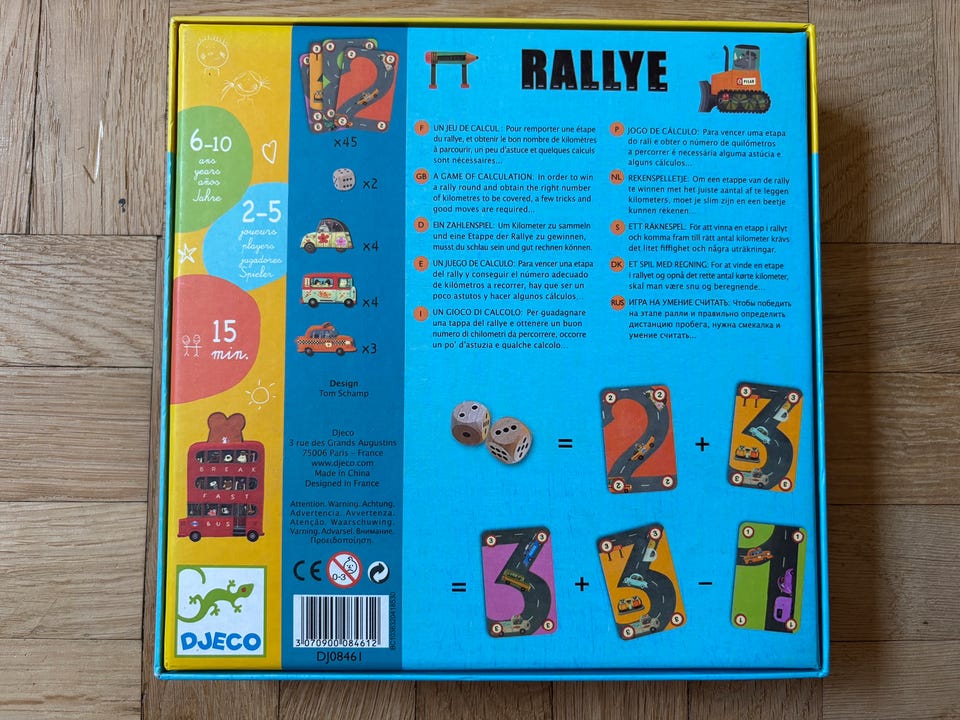 6-10
ans
years
años
Jahre
2-5
joueurs
players
jugadores
Spieler
15
min.
BREAK
FAST
BUS
DJECO
x45
x2
x4
x4
x3
Design
Tom Schamp
Djeco
3 rue des Grands Augustins
75006 Paris - France
www.djeco.com
Made in China
Designed in France
Attention. Warning. Achtung.
Advertencia. Avvertenza.
Atenção. Waarschuwing.
Varning. Advarsel. Внимание.
Προειδοποίηση.
CE
0-3
3 070900 084612
DJ08461
RALLYE
PILAR
F UN JEU DE CALCUL : Pour remporter une étape
du rallye, et obtenir le bon nombre de kilomètres
à parcourir, un peu d'astuce et quelques calculs
sont nécessaires...
GB A GAME OF CALCULATION: In order to win
a rally round and obtain the right number
of kilometres to be covered, a few tricks and
good moves are required...
D EIN ZAHLENSPIEL: Um Kilometer zu sammeln
und eine Etappe der Rallye zu gewinnen,
musst du schlau sein und gut rechnen können.
E UN JUEGO DE CALCULO: Para vencer una etapa
del rally y conseguir el número adecuado
de kilómetros a recorrer, hay que ser un
poco astutos y hacer algunos cálculos...
I UN GIOCO DI CALCOLO: Per guadagnare
una tappa del rallye e ottenere un buon
numero di chilometri da percorrere, occorre
un po' d'astuzia e qualche calcolo...
P JOGO DE CÁLCULO: Para vencer uma etapa
do rali e obter o número de quilómetros
a percorrer é necessária alguma astúcia e
alguns cálculos...
NL REKENSPELLETJE: Om een etappe van de rally
te winnen met het juiste aantal af te leggen
kilometers, moet je slim zijn en een beetje
kunnen rekenen...
S ETT RÄKNESPEL: För att vinna en etapp i rallyt
och komma fram till rätt antal kilometer krävs
det litet fiffighet och några uträkningar.
DK ET SPIL MED REGNING: For at vinde en etape
i rallyet og opnå det rette antal kørte kilometer,
skal man være snu og beregnende...
RUS ИГРА НА УМЕНИЕ СЧИТАТЬ: Чтобы победить
на этапе ралли и правильно определить
дистанцию пробега, нужна смекалка и
умение считать...
= 2 + 3
= 3 + 3 - 1